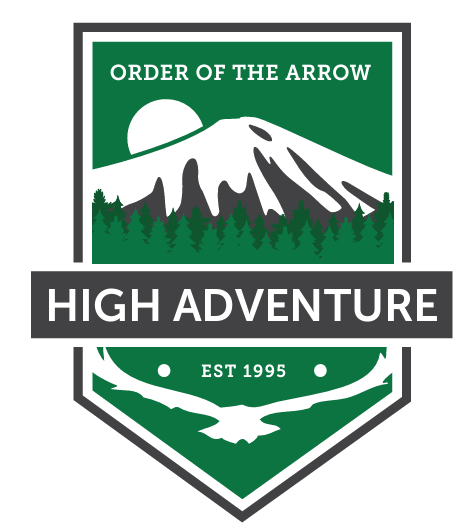 ORDER OF THE ARROW
HIGH ADVENTURE
EST 1995